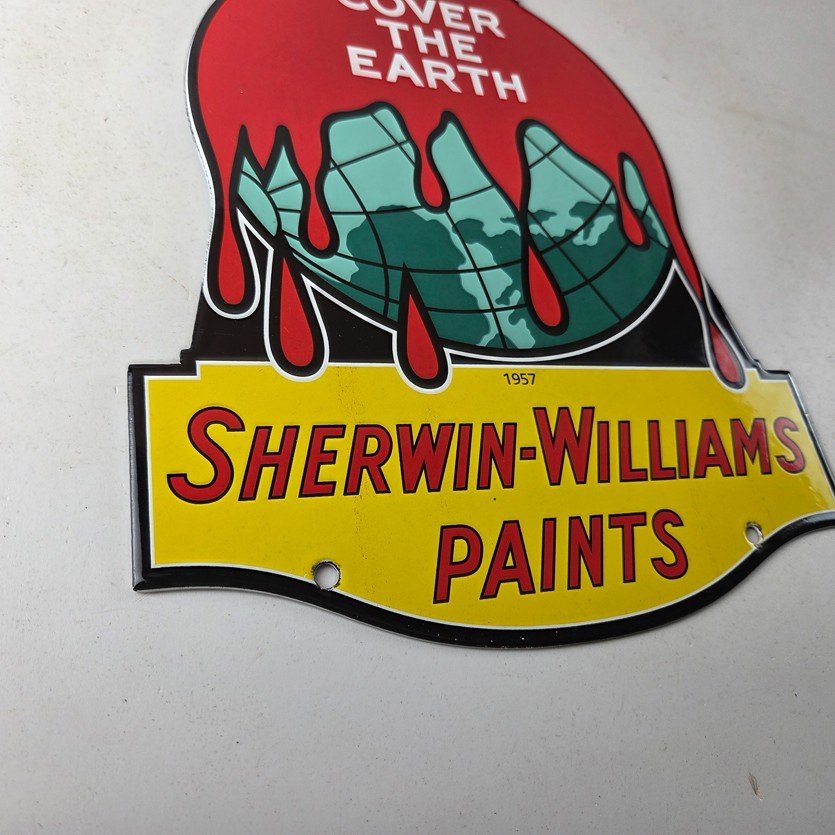 COVER
THE
EARTH
1957
SHERWIN-WILLIAMS
PAINTS